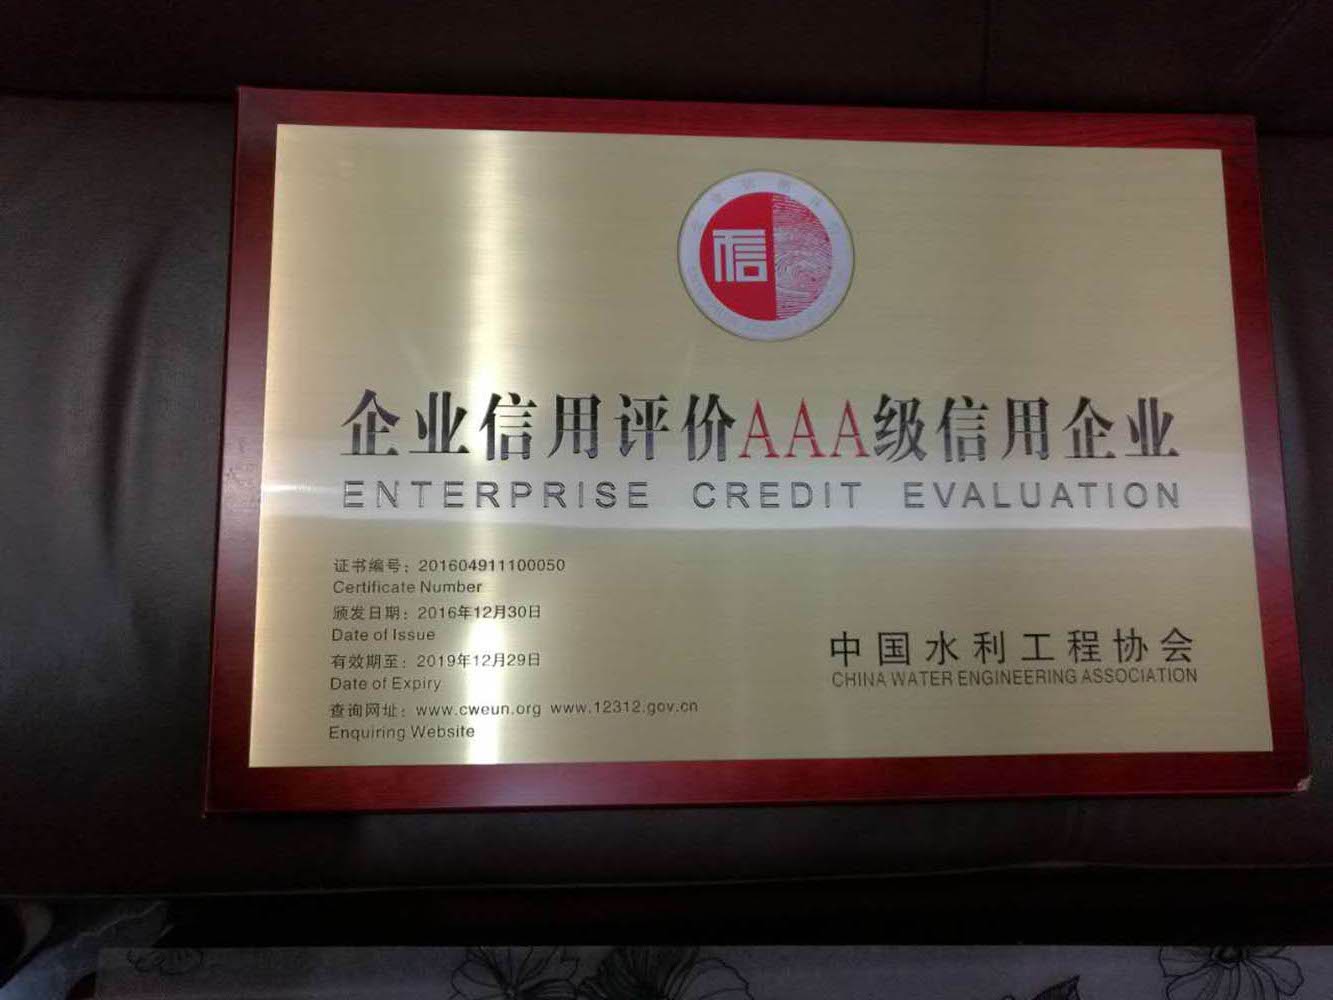 信
企业信用评价AAA级信用企业
ENTERPRISE CREDIT EVALUATION
证书编号：201604911100050
Certificate Number
颁发日期：2016年12月30日
Date of Issue
有效期至：2019年12月29日
Date of Expiry
查询网址：www.cweun.org www.12312.gov.cn
Enquiring Website
中国水利工程协会
CHINA WATER ENGINEERING ASSOCIATION